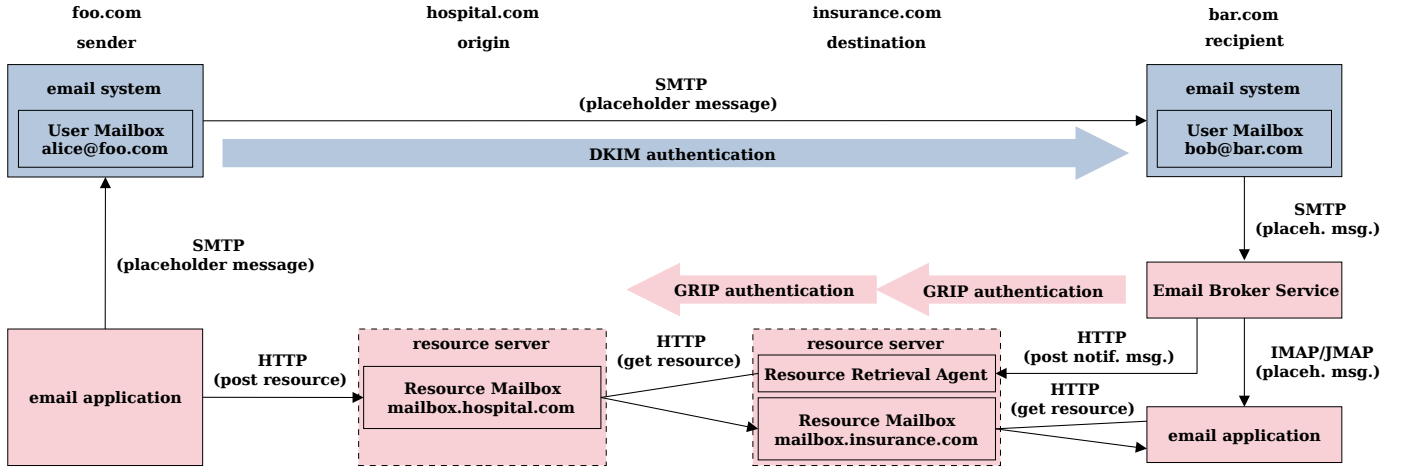 foo.com
hospital.com
insurance.com
bar.com
sender
origin
destination
recipient
email system
User Mailbox
alice@foo.com
SMTP
(placeholder message)
DKIM authentication
email system
User Mailbox
bob@bar.com
SMTP
(placeholder message)
SMTP
(placeh. msg.)
GRIP authentication
GRIP authentication
Email Broker Service
email application
HTTP
(post resource)
resource server
Resource Mailbox
mailbox.hospital.com
HTTP
(get resource)
resource server
Resource Retrieval Agent
Resource Mailbox
mailbox.insurance.com
HTTP
(post notif. msg.)
HTTP
(get resource)
IMAP/JMAP
(placeh. msg.)
email application